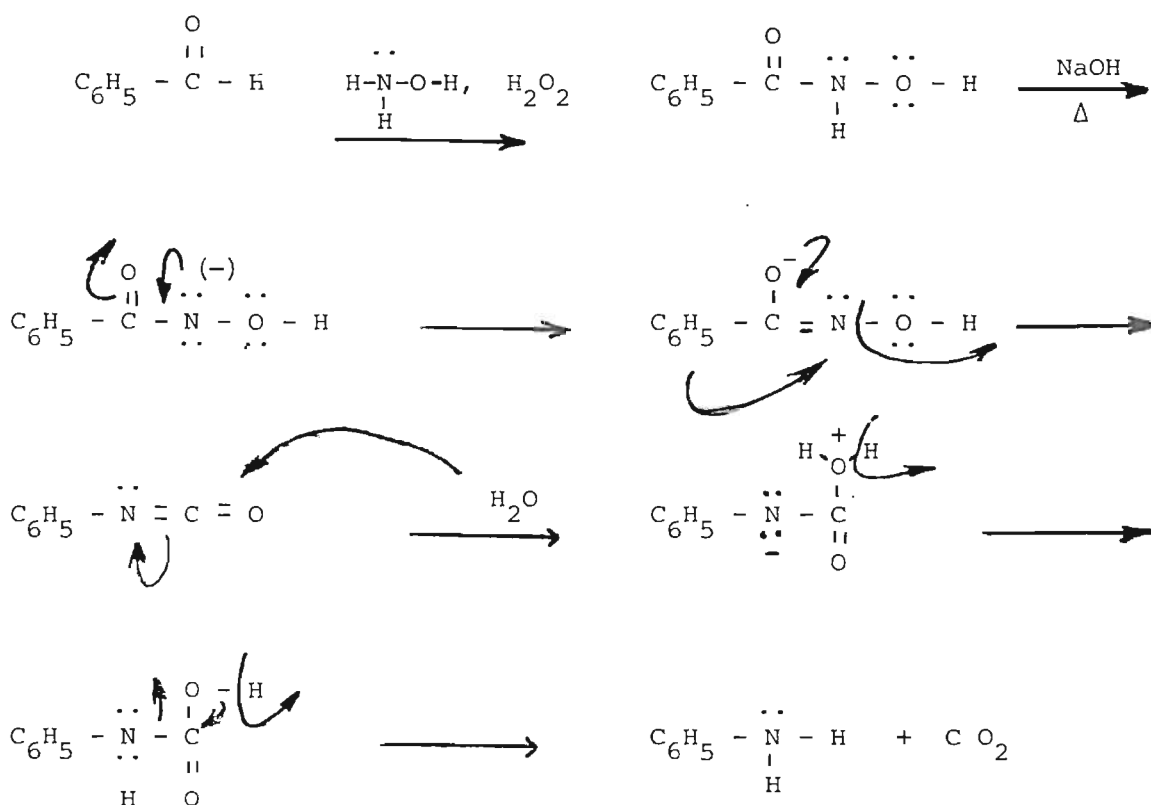 O
C6H5 – C – H H–N–O–H, H2O2
H
O
C6H5 – C – N – O – H NaOH
H Δ
O (–)
C6H5 – C – N – O – H
O–
C6H5 – C = N – O – H
C6H5 – N = C = O H2O
+
H O H
C6H5 – N – C
– O
O – H
C6H5 – N – C
H O
C6H5 – N – H + C O2
H